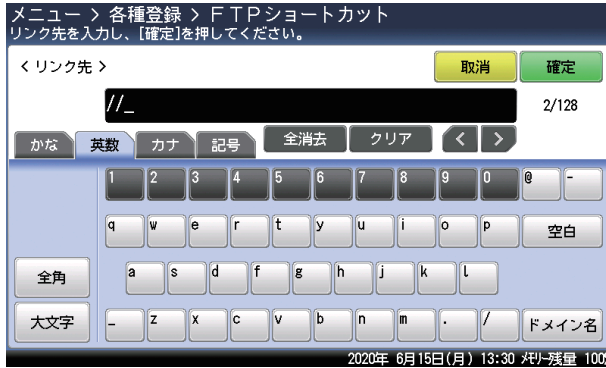 メニュー > 各種登録 > FTPショートカット
リンク先を入力し、[確定]を押してください。
<リンク先> 取消 確定
//_ 2/128
かな 英数 カナ 記号 全消去 クリア < >
1 2 3 4 5 6 7 8 9 0 @ -
q w e r t y u i o p 空白
全角 a s d f g h j k l
大文字 _ z x c v b n m . / ドメイン名
2020年 6月15日(月) 13:30 メモリー残量 100%